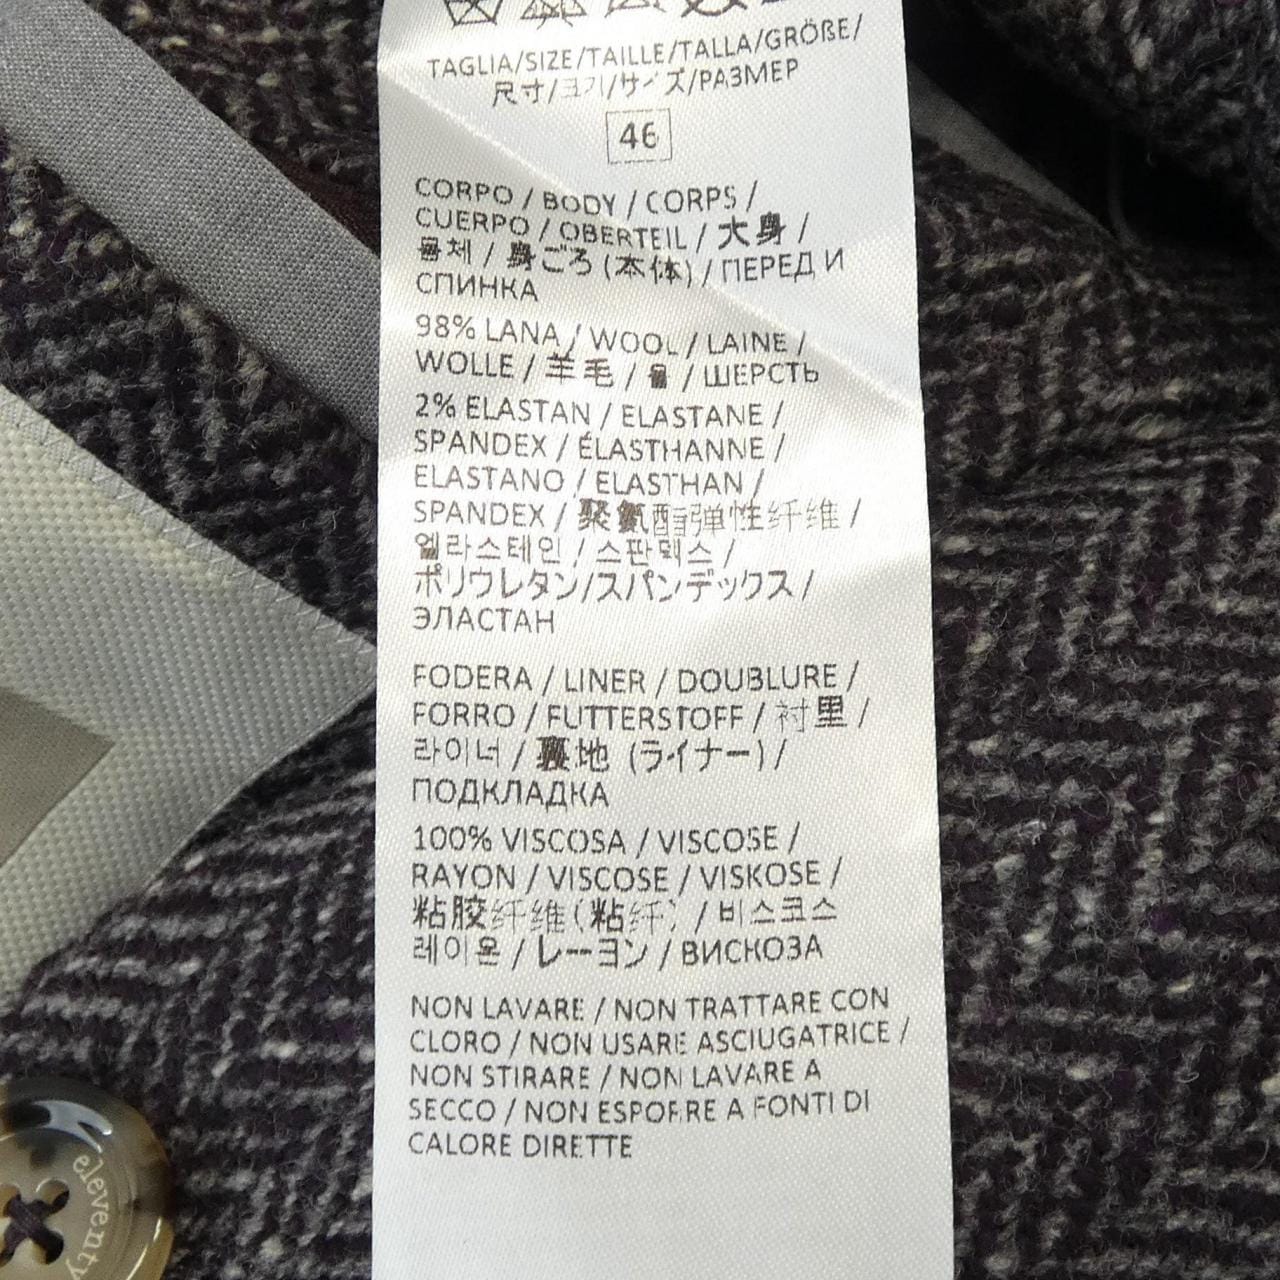 TAGLIA/SIZE/TAILLE/TALLA/GRÖßE/
尺寸/크기/サイズ/РАЗМЕР
46
CORPO / BODY / CORPS /
CUERPO / OBERTEIL / 大身 /
몸체 / 身ごろ (本体) / ПЕРЕД И
СПИНКА
98% LANA / WOOL / LAINE /
WOLLE / 羊毛 / 울 / ШЕРСТЬ
2% ELASTAN / ELASTANE /
SPANDEX / ÉLASTHANNE /
ELASTANO / ELASTHAN /
SPANDEX / 聚氨酯弹性纤维 /
엘라스테인 / 스판덱스 /
ポリウレタン/スパンデックス /
ЭЛАСТАН
FODERA / LINER / DOUBLURE /
FORRO / FUTTERSTOFF / 衬里 /
라이너 / 裏地 (ライナー) /
ПОДКЛАДКА
100% VISCOSA / VISCOSE /
RAYON / VISCOSE / VISKOSE /
粘胶纤维 (粘纤) / 비스코스
레이온 / レーヨン / ВИСКОЗА
NON LAVARE / NON TRATTARE CON
CLORO / NON USARE ASCIUGATRICE /
NON STIRARE / NON LAVARE A
SECCO / NON ESPORRE A FONTI DI
CALORE DIRETTE
eleventy